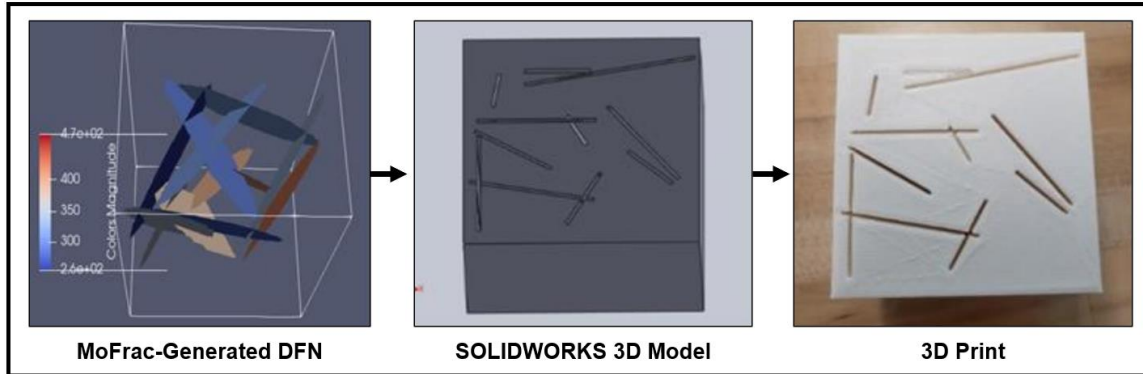 4.7e+02
400
350
300
2.6e+02
Colors Magnitude
MoFrac-Generated DFN
SOLIDWORKS 3D Model
3D Print